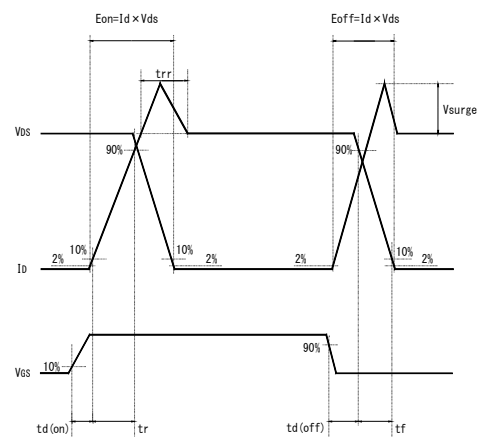 Eon=Id×Vds
Eoff=Id×Vds
trr
Vsurge
VDS
90%
90%
10%
10%
10%
2%
2%
2%
2%
ID
90%
10%
VGS
td(on)
tr
td(off)
tf